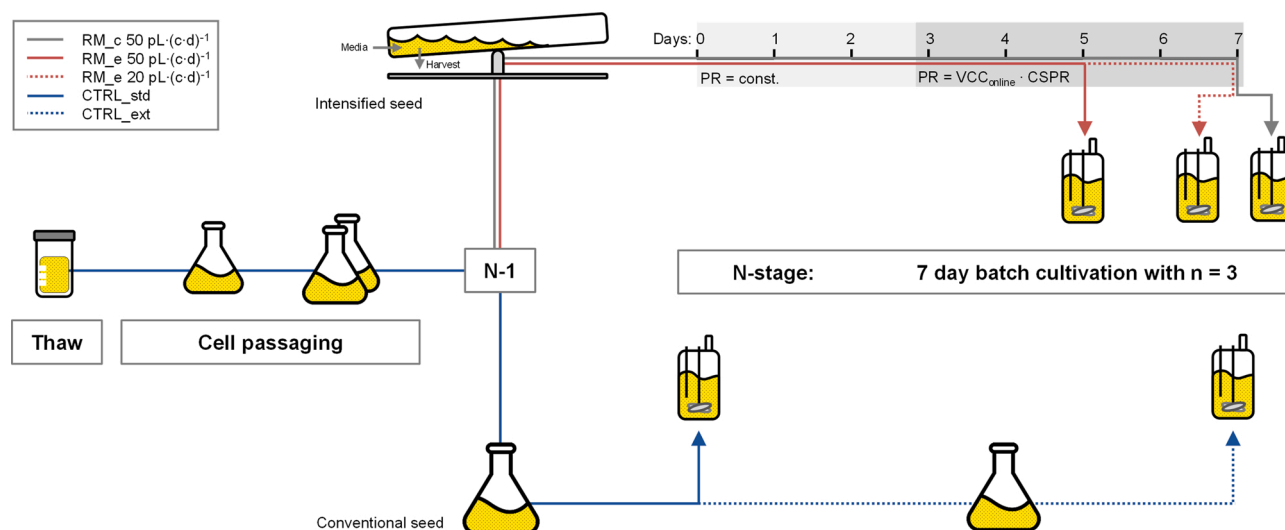 RM_c 50 pL·(c·d)⁻¹
RM_e 50 pL·(c·d)⁻¹
RM_e 20 pL·(c·d)⁻¹
CTRL_std
CTRL_ext
Media
Harvest
Intensified seed
Days: 0 1 2 3 4 5 6 7
PR = const.
PR = VCConline · CSPR
N-1
N-stage: 7 day batch cultivation with n = 3
Thaw
Cell passaging
Conventional seed